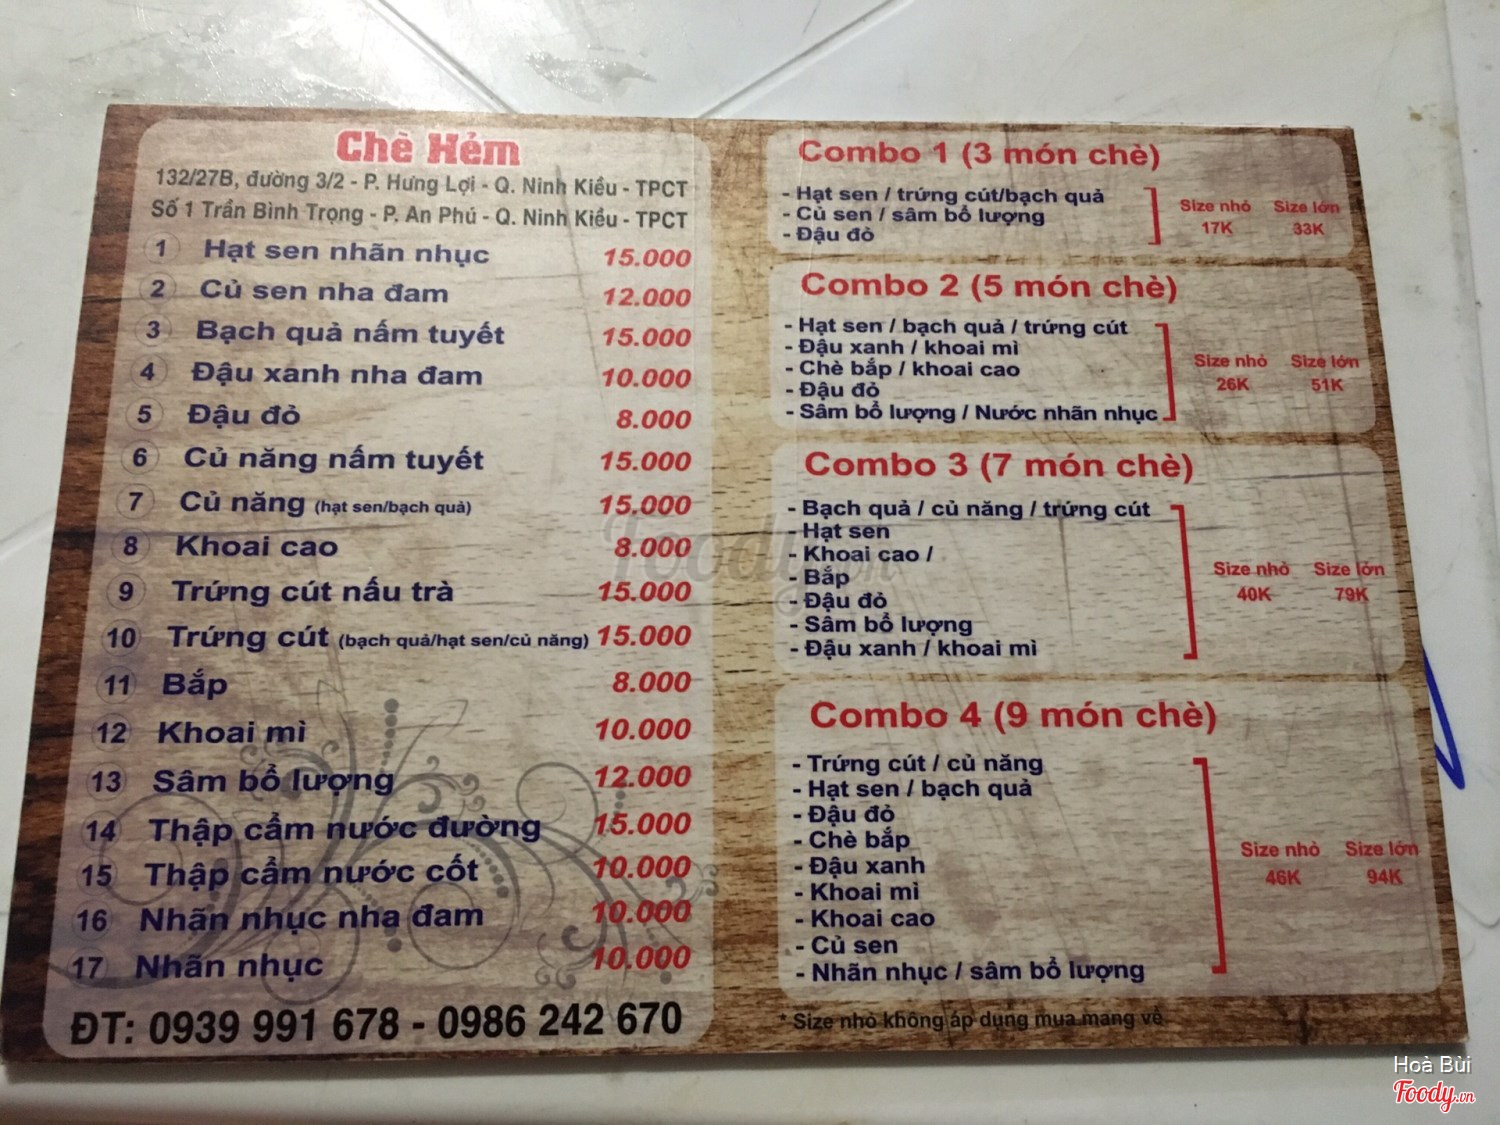 Chè Hẻm
132/27B, đường 3/2 - P. Hưng Lợi - Q. Ninh Kiều - TPCT
Số 1 Trần Bình Trọng - P. An Phú - Q. Ninh Kiều - TPCT
1 Hạt sen nhãn nhục 15.000
2 Củ sen nha đam 12.000
3 Bạch quả nấm tuyết 15.000
4 Đậu xanh nha đam 10.000
5 Đậu đỏ 8.000
6 Củ năng nấm tuyết 15.000
7 Củ năng (hạt sen/bạch quả) 15.000
8 Khoai cao 8.000
9 Trứng cút nấu trà 15.000
10 Trứng cút (bạch quả/hạt sen/củ năng) 15.000
11 Bắp 8.000
12 Khoai mì 10.000
13 Sâm bổ lượng 12.000
14 Thập cẩm nước đường 15.000
15 Thập cẩm nước cốt 10.000
16 Nhãn nhục nha đam 10.000
17 Nhãn nhục 10.000
ĐT: 0939 991 678 - 0986 242 670
Combo 1 (3 món chè)
- Hạt sen / trứng cút/bạch quả
- Củ sen / sâm bổ lượng
- Đậu đỏ
Size nhỏ Size lớn
17K 33K
Combo 2 (5 món chè)
- Hạt sen / bạch quả / trứng cút
- Đậu xanh / khoai mì
- Chè bắp / khoai cao
- Đậu đỏ
- Sâm bổ lượng / Nước nhãn nhục
Size nhỏ Size lớn
26K 51K
Combo 3 (7 món chè)
- Bạch quả / củ năng / trứng cút
- Hạt sen
- Khoai cao /
- Bắp
- Đậu đỏ
- Sâm bổ lượng
- Đậu xanh / khoai mì
Size nhỏ Size lớn
40K 79K
Combo 4 (9 món chè)
- Trứng cút / củ năng
- Hạt sen / bạch quả
- Đậu đỏ
- Chè bắp
- Đậu xanh
- Khoai mì
- Khoai cao
- Củ sen
- Nhãn nhục / sâm bổ lượng
Size nhỏ Size lớn
46K 94K
* Size nhỏ không áp dụng mua mang về
Foody.vn
Hoà Bùi
Foody.vn